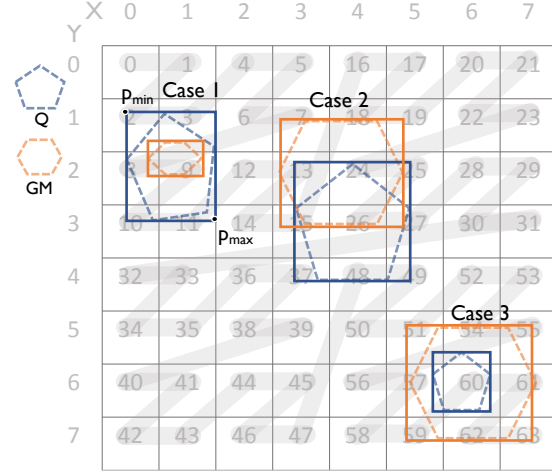 X 0 1 2 3 4 5 6 7
Y
0 0 1 4 5 16 17 20 21
Case 1
Pmin
Case 2
Q
1 2 3 6 7 18 19 22 23
GM
2 8 9 12 13 24 25 28 29
3 10 11 14 15 26 27 30 31
Pmax
4 32 33 36 37 48 49 52 53
Case 3
5 34 35 38 39 50 51 54 55
6 40 41 44 45 56 37 60 61
7 42 43 46 47 58 59 62 63